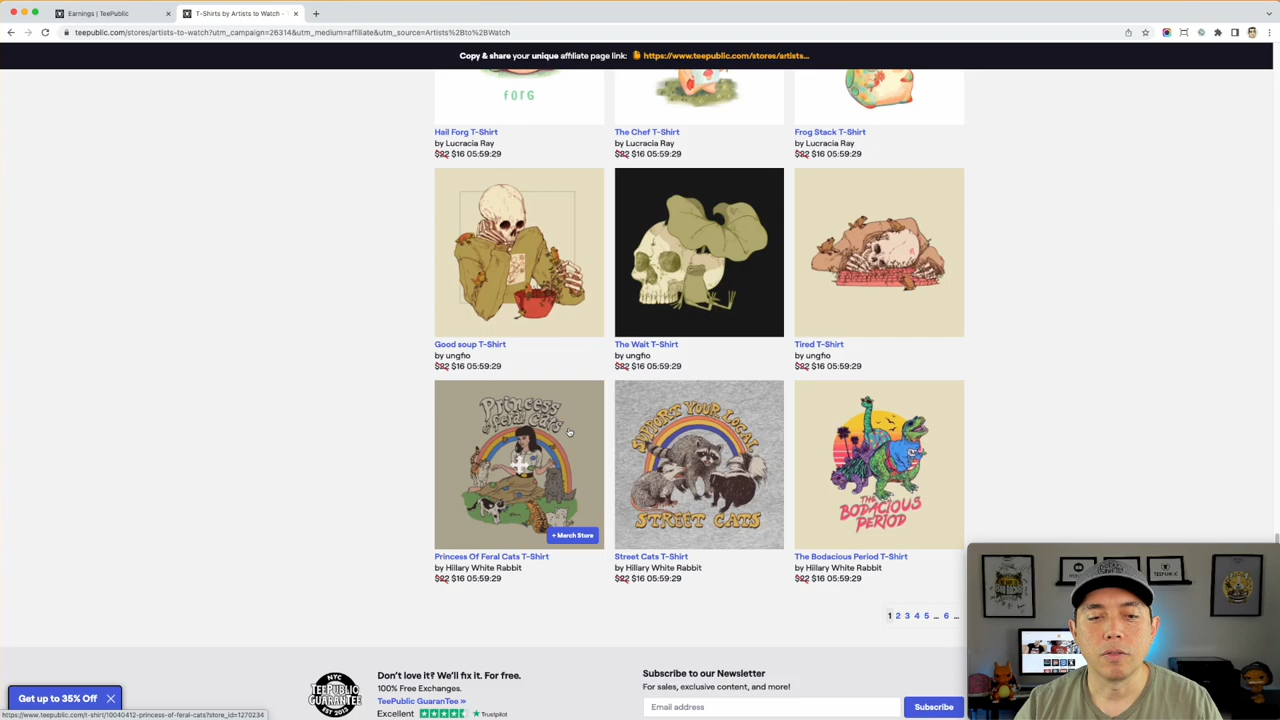 Earnings | TeePublic
T-Shirts by Artists to Watch -
teepublic.com/stores/artists-to-watch?utm_campaign=26314&utm_medium=affiliate&utm_source=Artists%2Bto%2BWatch
Copy & share your unique affiliate page link: https://www.teepublic.com/stores/artists...
FORG
Hail Forg T-Shirt
by Lucracia Ray
$22 $16 05:59:29
The Chef T-Shirt
by Lucracia Ray
$22 $16 05:59:29
Frog Stack T-Shirt
by Lucracia Ray
$22 $16 05:59:29
Good soup T-Shirt
by ungfio
$22 $16 05:59:29
The Wait T-Shirt
by ungfio
$22 $16 05:59:29
Tired T-Shirt
by ungfio
$22 $16 05:59:29
Princess
of feral Cats
+ Merch Store
Princess Of Feral Cats T-Shirt
by Hillary White Rabbit
$22 $16 05:59:29
SUPPORT YOUR LOCAL
STREET CATS
Street Cats T-Shirt
by Hillary White Rabbit
$22 $16 05:59:29
THE
BODACIOUS
PERIOD
The Bodacious Period T-Shirt
by Hillary White Rabbit
$22 $16 05:59:29
1 2 3 4 5 ... 6 ...
NYC
TEEPUBLIC
GUARANTEE
EST 2013
Don't love it? We'll fix it. For free.
100% Free Exchanges.
TeePublic GuaranTee »
Excellent Trustpilot
Subscribe to our Newsletter
For sales, exclusive content, and more!
Email address
Subscribe
Get up to 35% Off
https://www.teepublic.com/t-shirt/10040412-princess-of-feral-cats?store_id=1270234